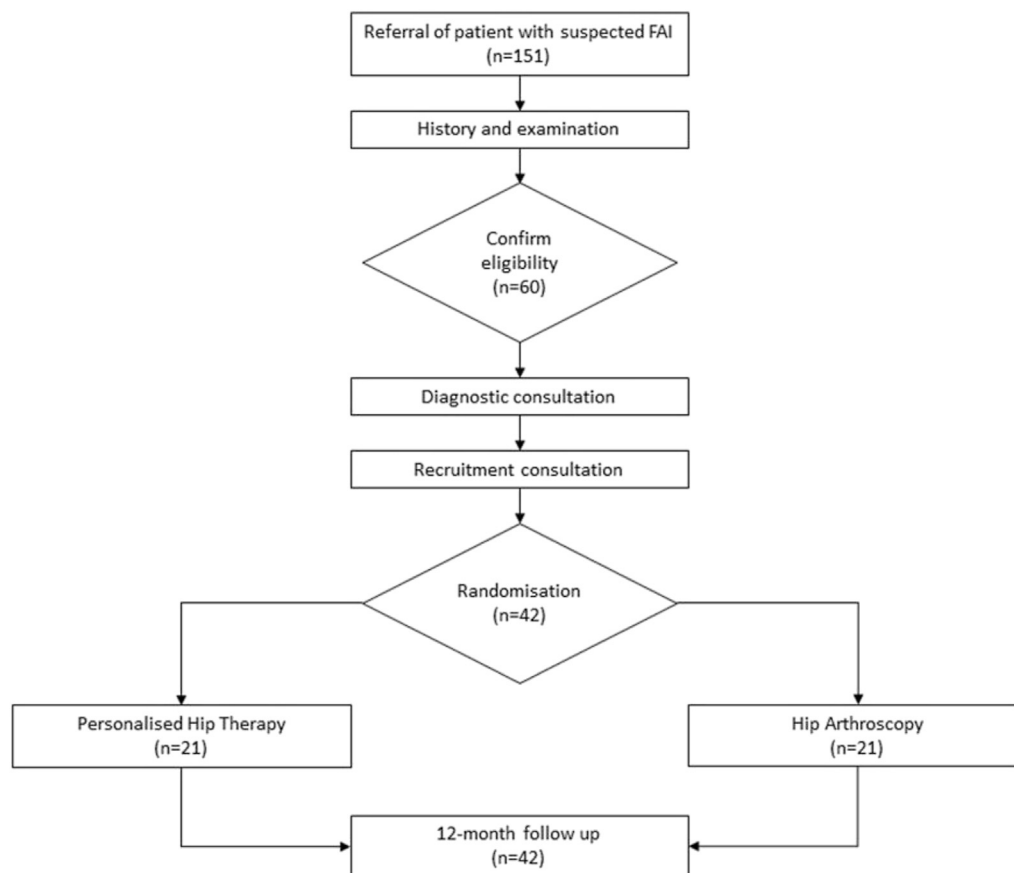 Referral of patient with suspected FAI
(n=151)
History and examination
Confirm
eligibility
(n=60)
Diagnostic consultation
Recruitment consultation
Randomisation
(n=42)
Personalised Hip Therapy
(n=21)
Hip Arthroscopy
(n=21)
12-month follow up
(n=42)